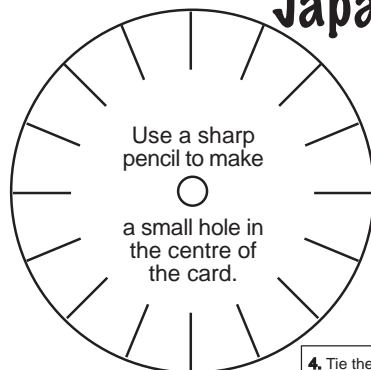 Japa
Use a sharp
pencil to make
a small hole in
the centre of
the card.
4. Tie the